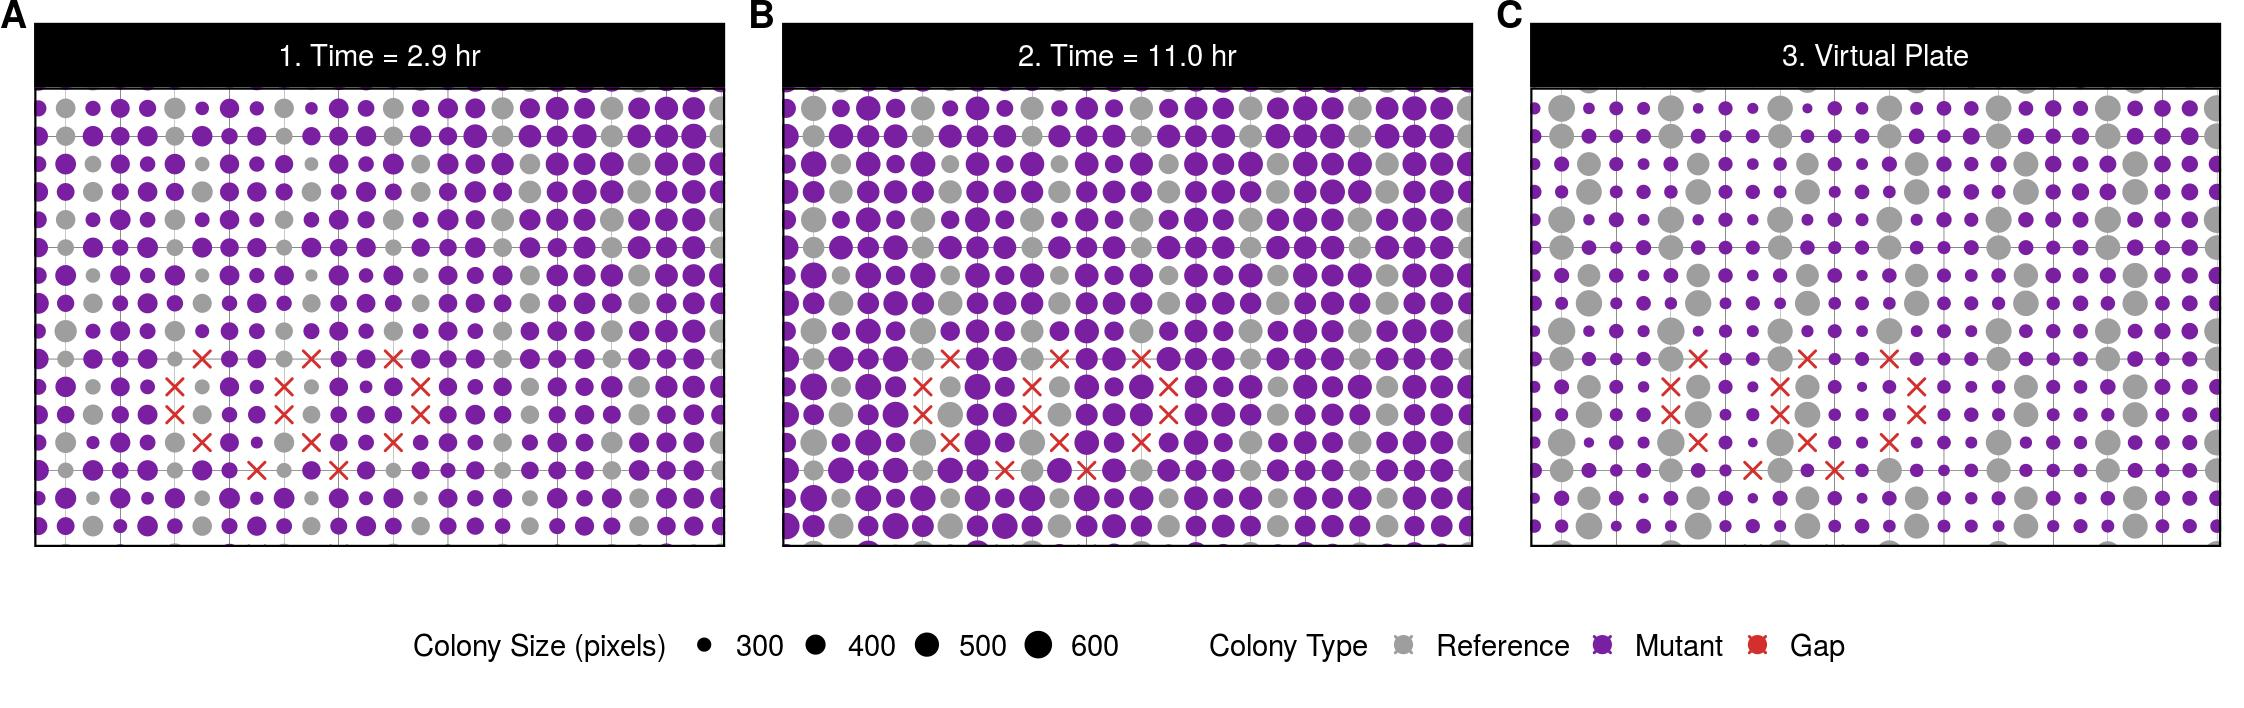 A
B
C
1. Time = 2.9 hr
2. Time = 11.0 hr
3. Virtual Plate
Colony Size (pixels) 300 400 500 600 Colony Type Reference Mutant Gap